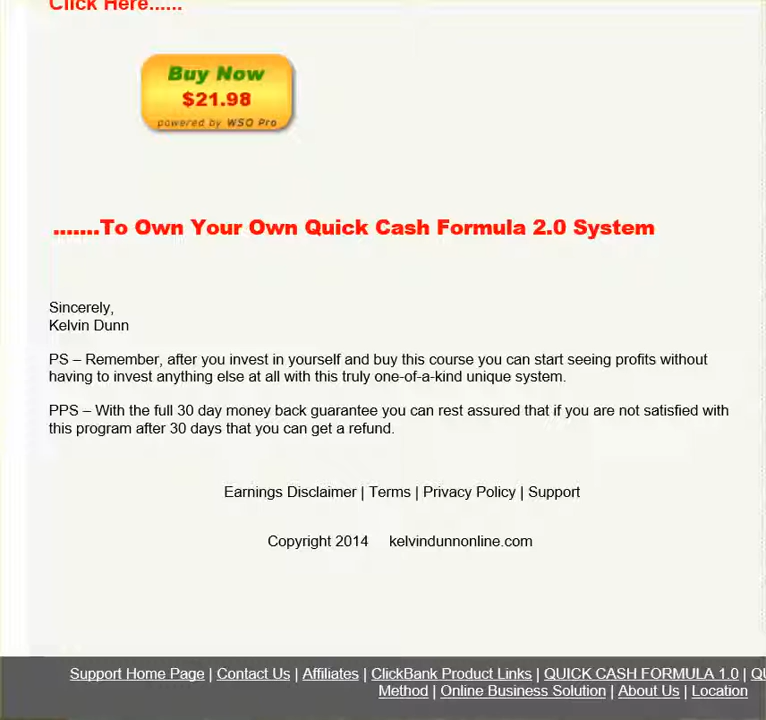 Click Here......
Buy Now
$21.98
powered by WSO Pro
.......To Own Your Own Quick Cash Formula 2.0 System
Sincerely,
Kelvin Dunn
PS – Remember, after you invest in yourself and buy this course you can start seeing profits without
having to invest anything else at all with this truly one-of-a-kind unique system.
PPS – With the full 30 day money back guarantee you can rest assured that if you are not satisfied with
this program after 30 days that you can get a refund.
Earnings Disclaimer | Terms | Privacy Policy | Support
Copyright 2014 kelvindunnonline.com
Support Home Page | Contact Us | Affiliates | ClickBank Product Links | QUICK CASH FORMULA 1.0 |
Method | Online Business Solution | About Us | Location